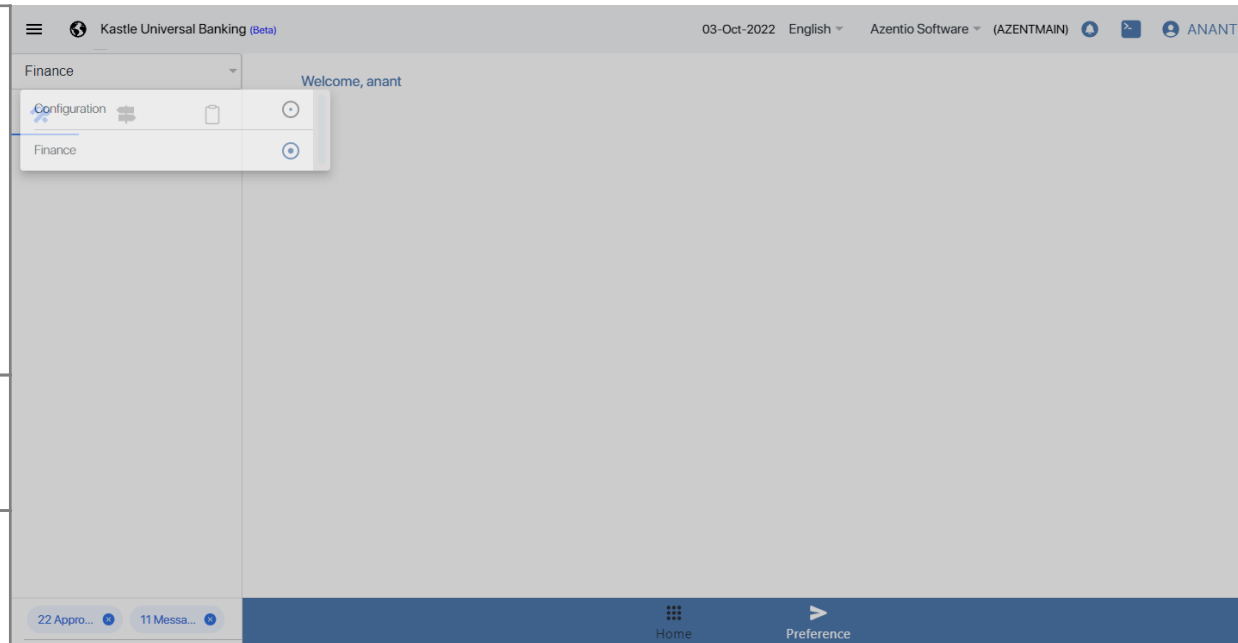 Kastle Universal Banking (Beta) 03-Oct-2022 English Azentio Software (AZENTMAIN) ANANT
Finance
Welcome, anant
Configuration
Finance
22 Appro... 11 Messa...
Home Preference